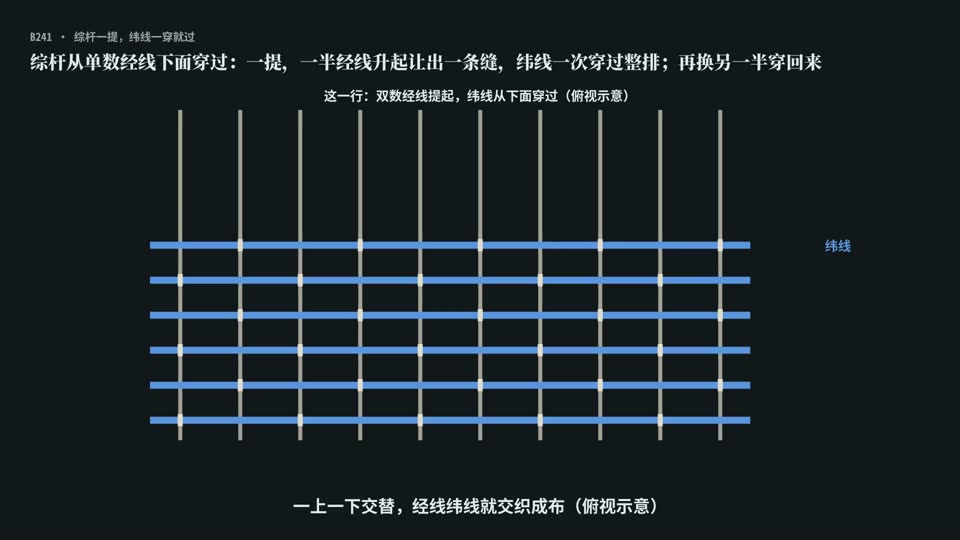 B241 · 综杆一提，纬线一穿就过
综杆从单数经线下面穿过：一提，一半经线升起让出一条缝，纬线一次穿过整排；再换另一半穿回来
这一行：双数经线提起，纬线从下面穿过（俯视示意）
纬线
一上一下交替，经线纬线就交织成布（俯视示意）